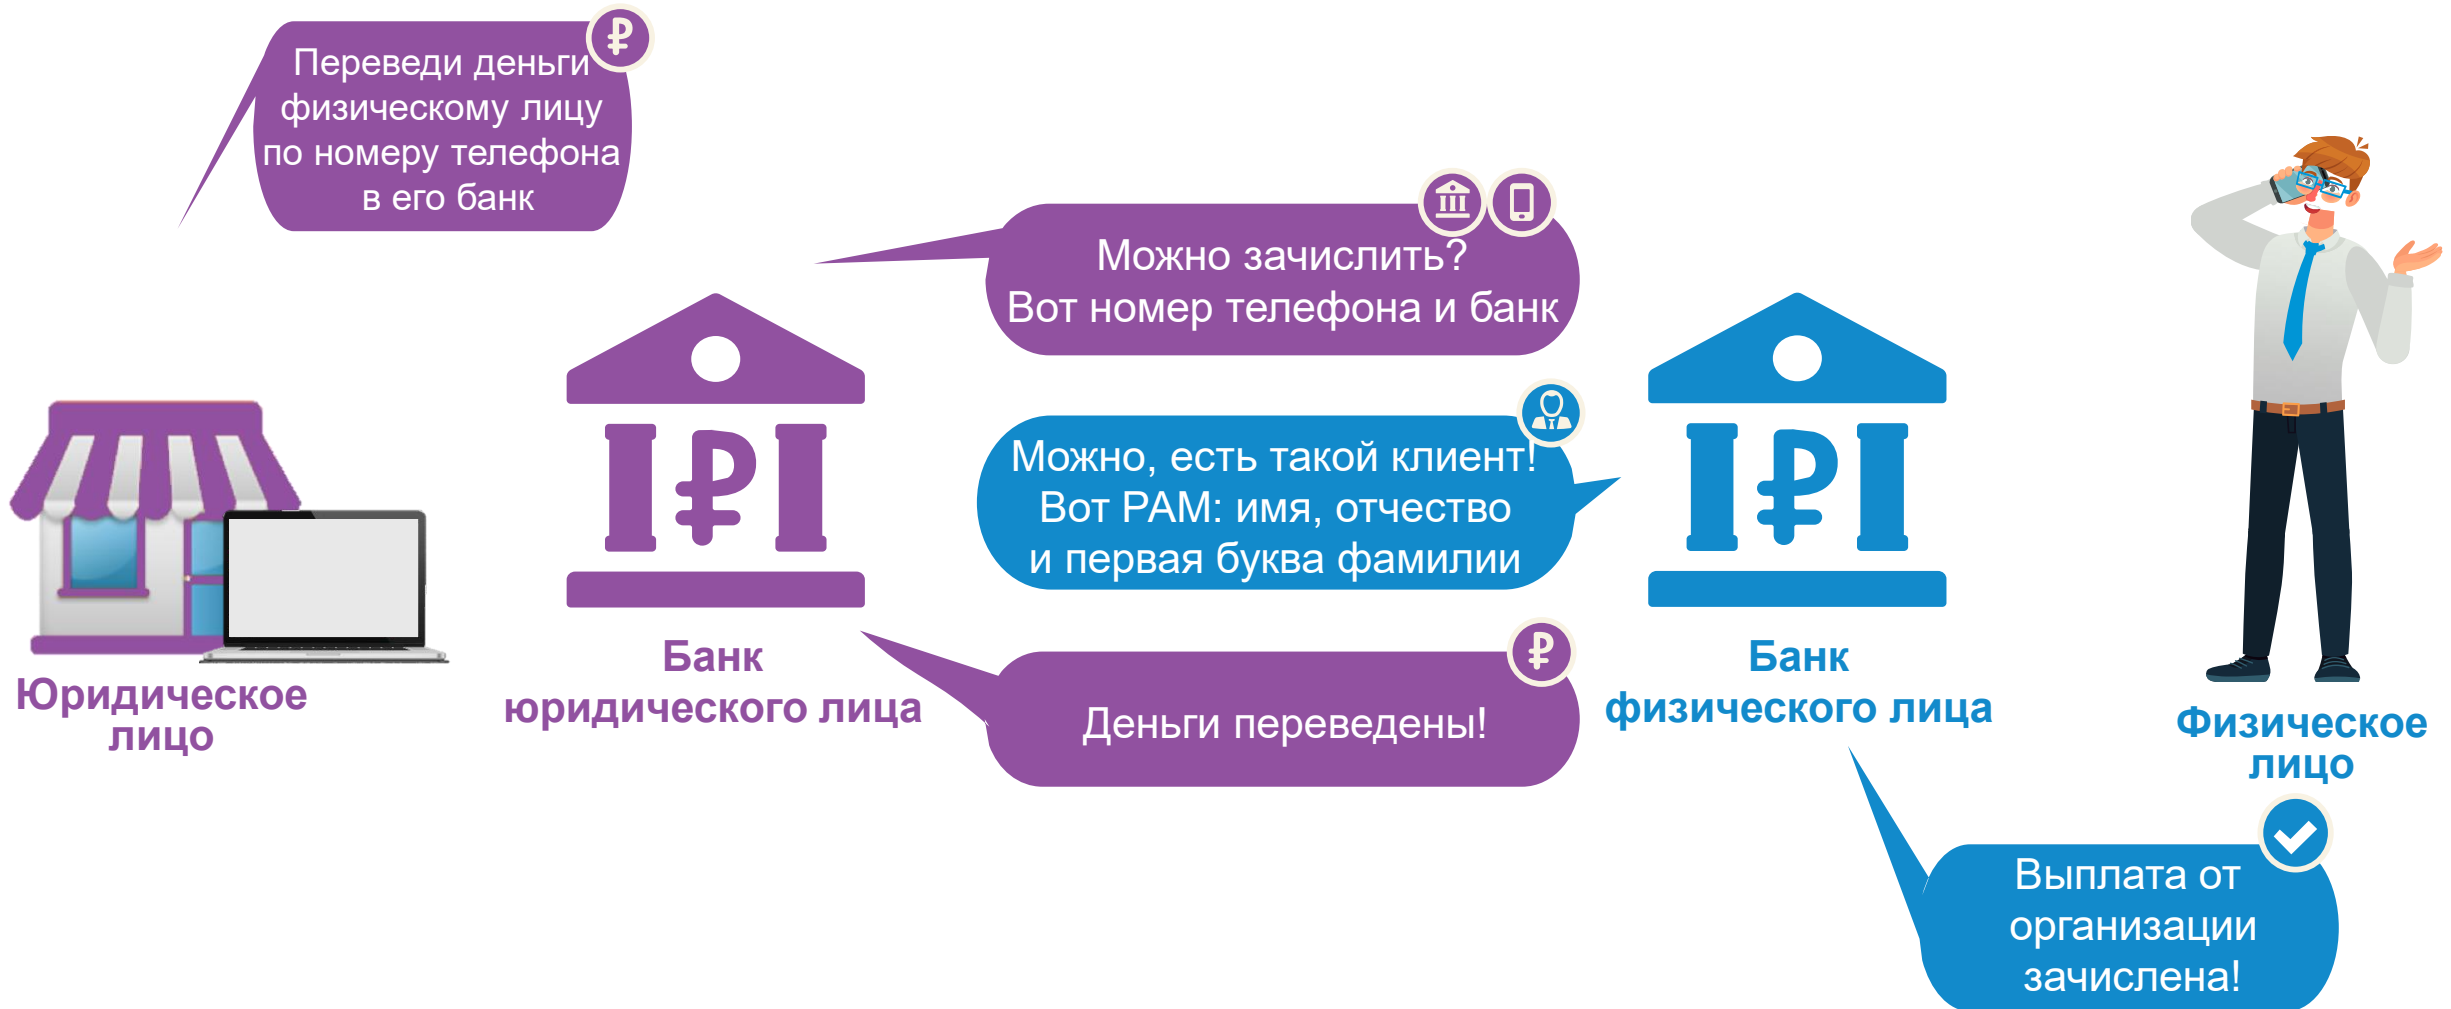 Переведи деньги
физическому лицу
по номеру телефона
в его банк
Можно зачислить?
Вот номер телефона и банк
Можно, есть такой клиент!
Вот PAM: имя, отчество
и первая буква фамилии
Деньги переведены!
Юридическое
лицо
Банк
юридического лица
Банк
физического лица
Физическое
лицо
Выплата от
организации
зачислена!